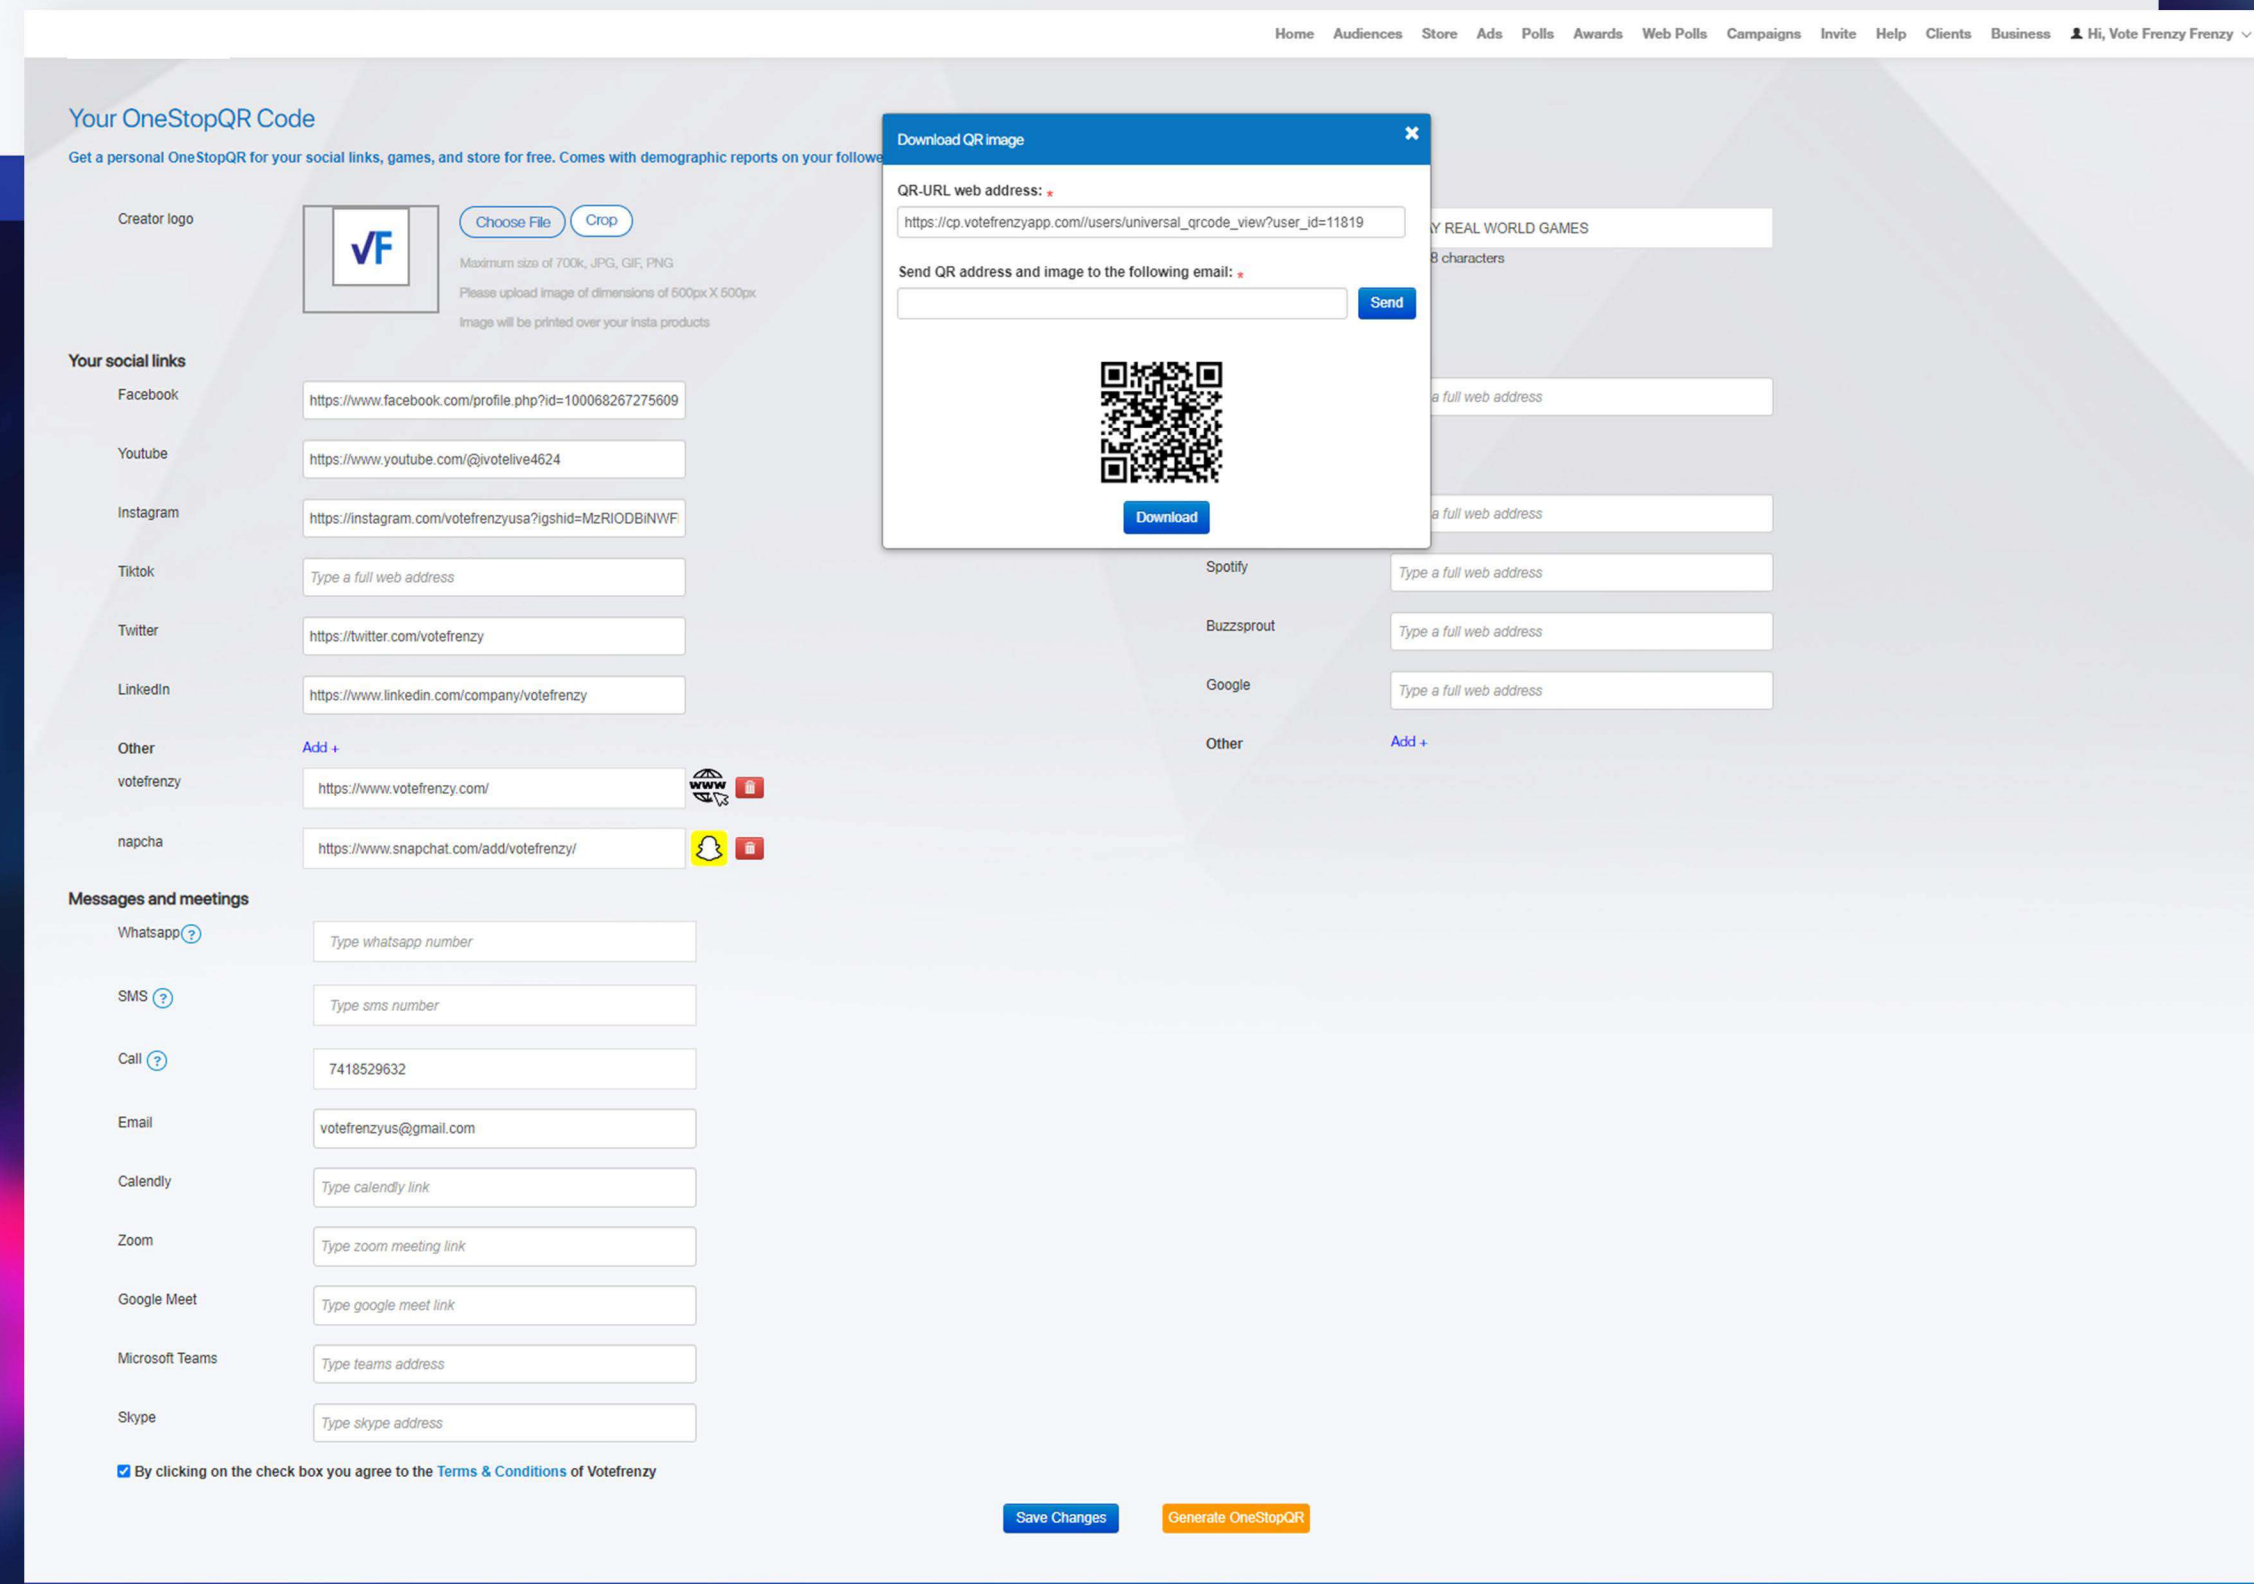 Home Audiences Store Ads Polls Awards Web Polls Campaigns Invite Help Clients Business Hi, Vote Frenzy Frenzy
Your OneStopQR Code
Get a personal OneStopQR for your social links, games, and store for free. Comes with demographic reports on your followe
Creator logo
√F
Choose File
Crop
Maximum size of 700k, JPG, GIF, PNG
Please upload image of dimensions of 500px X 500px
Image will be printed over your insta products
Download QR image
QR-URL web address: *
https://cp.votefrenzyapp.com//users/universal_qrcode_view?user_id=11819
Send QR address and image to the following email: *
Send
Download
Y REAL WORLD GAMES
8 characters
Your social links
Facebook
https://www.facebook.com/profile.php?id=100068267275609
a full web address
Youtube
https://www.youtube.com/@ivotelive4624
Instagram
https://instagram.com/votefrenzyusa?igshid=MzRlODBiNWF
a full web address
Tiktok
Type a full web address
Spotify
Type a full web address
Twitter
https://twitter.com/votefrenzy
Buzzsprout
Type a full web address
LinkedIn
https://www.linkedin.com/company/votefrenzy
Google
Type a full web address
Other
Add +
Other
Add +
votefrenzy
https://www.votefrenzy.com/
WWW
napcha
https://www.snapchat.com/add/votefrenzy/
Messages and meetings
Whatsapp ?
Type whatsapp number
SMS ?
Type sms number
Call ?
7418529632
Email
votefrenzyus@gmail.com
Calendly
Type calendly link
Zoom
Type zoom meeting link
Google Meet
Type google meet link
Microsoft Teams
Type teams address
Skype
Type skype address
By clicking on the check box you agree to the Terms & Conditions of Votefrenzy
Save Changes
Generate OneStopQR